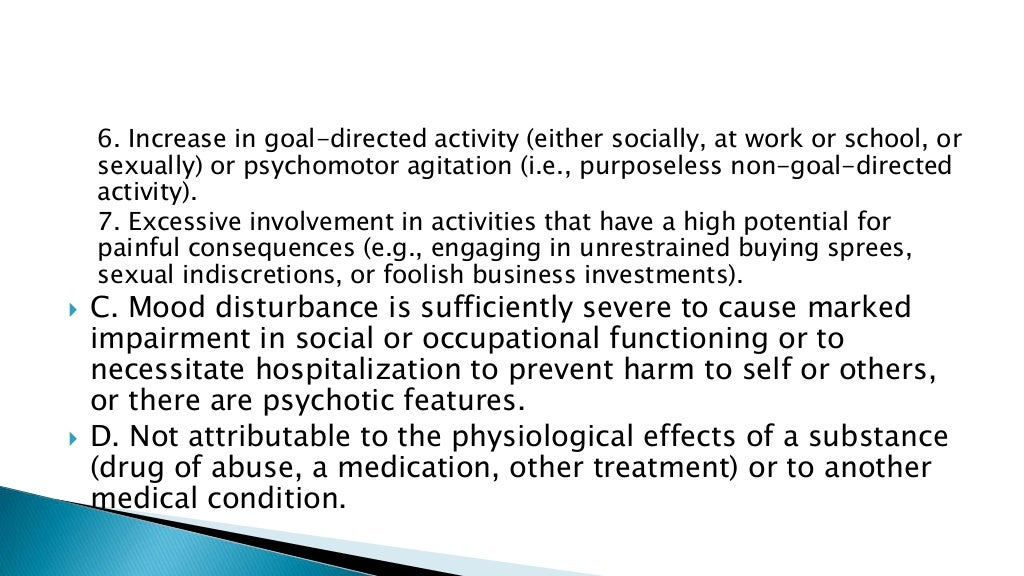 6. Increase in goal-directed activity (either socially, at work or school, or
sexually) or psychomotor agitation (i.e., purposeless non-goal-directed
activity).
7. Excessive involvement in activities that have a high potential for
painful consequences (e.g., engaging in unrestrained buying sprees,
sexual indiscretions, or foolish business investments).
C. Mood disturbance is sufficiently severe to cause marked
impairment in social or occupational functioning or to
necessitate hospitalization to prevent harm to self or others,
or there are psychotic features.
D. Not attributable to the physiological effects of a substance
(drug of abuse, a medication, other treatment) or to another
medical condition.